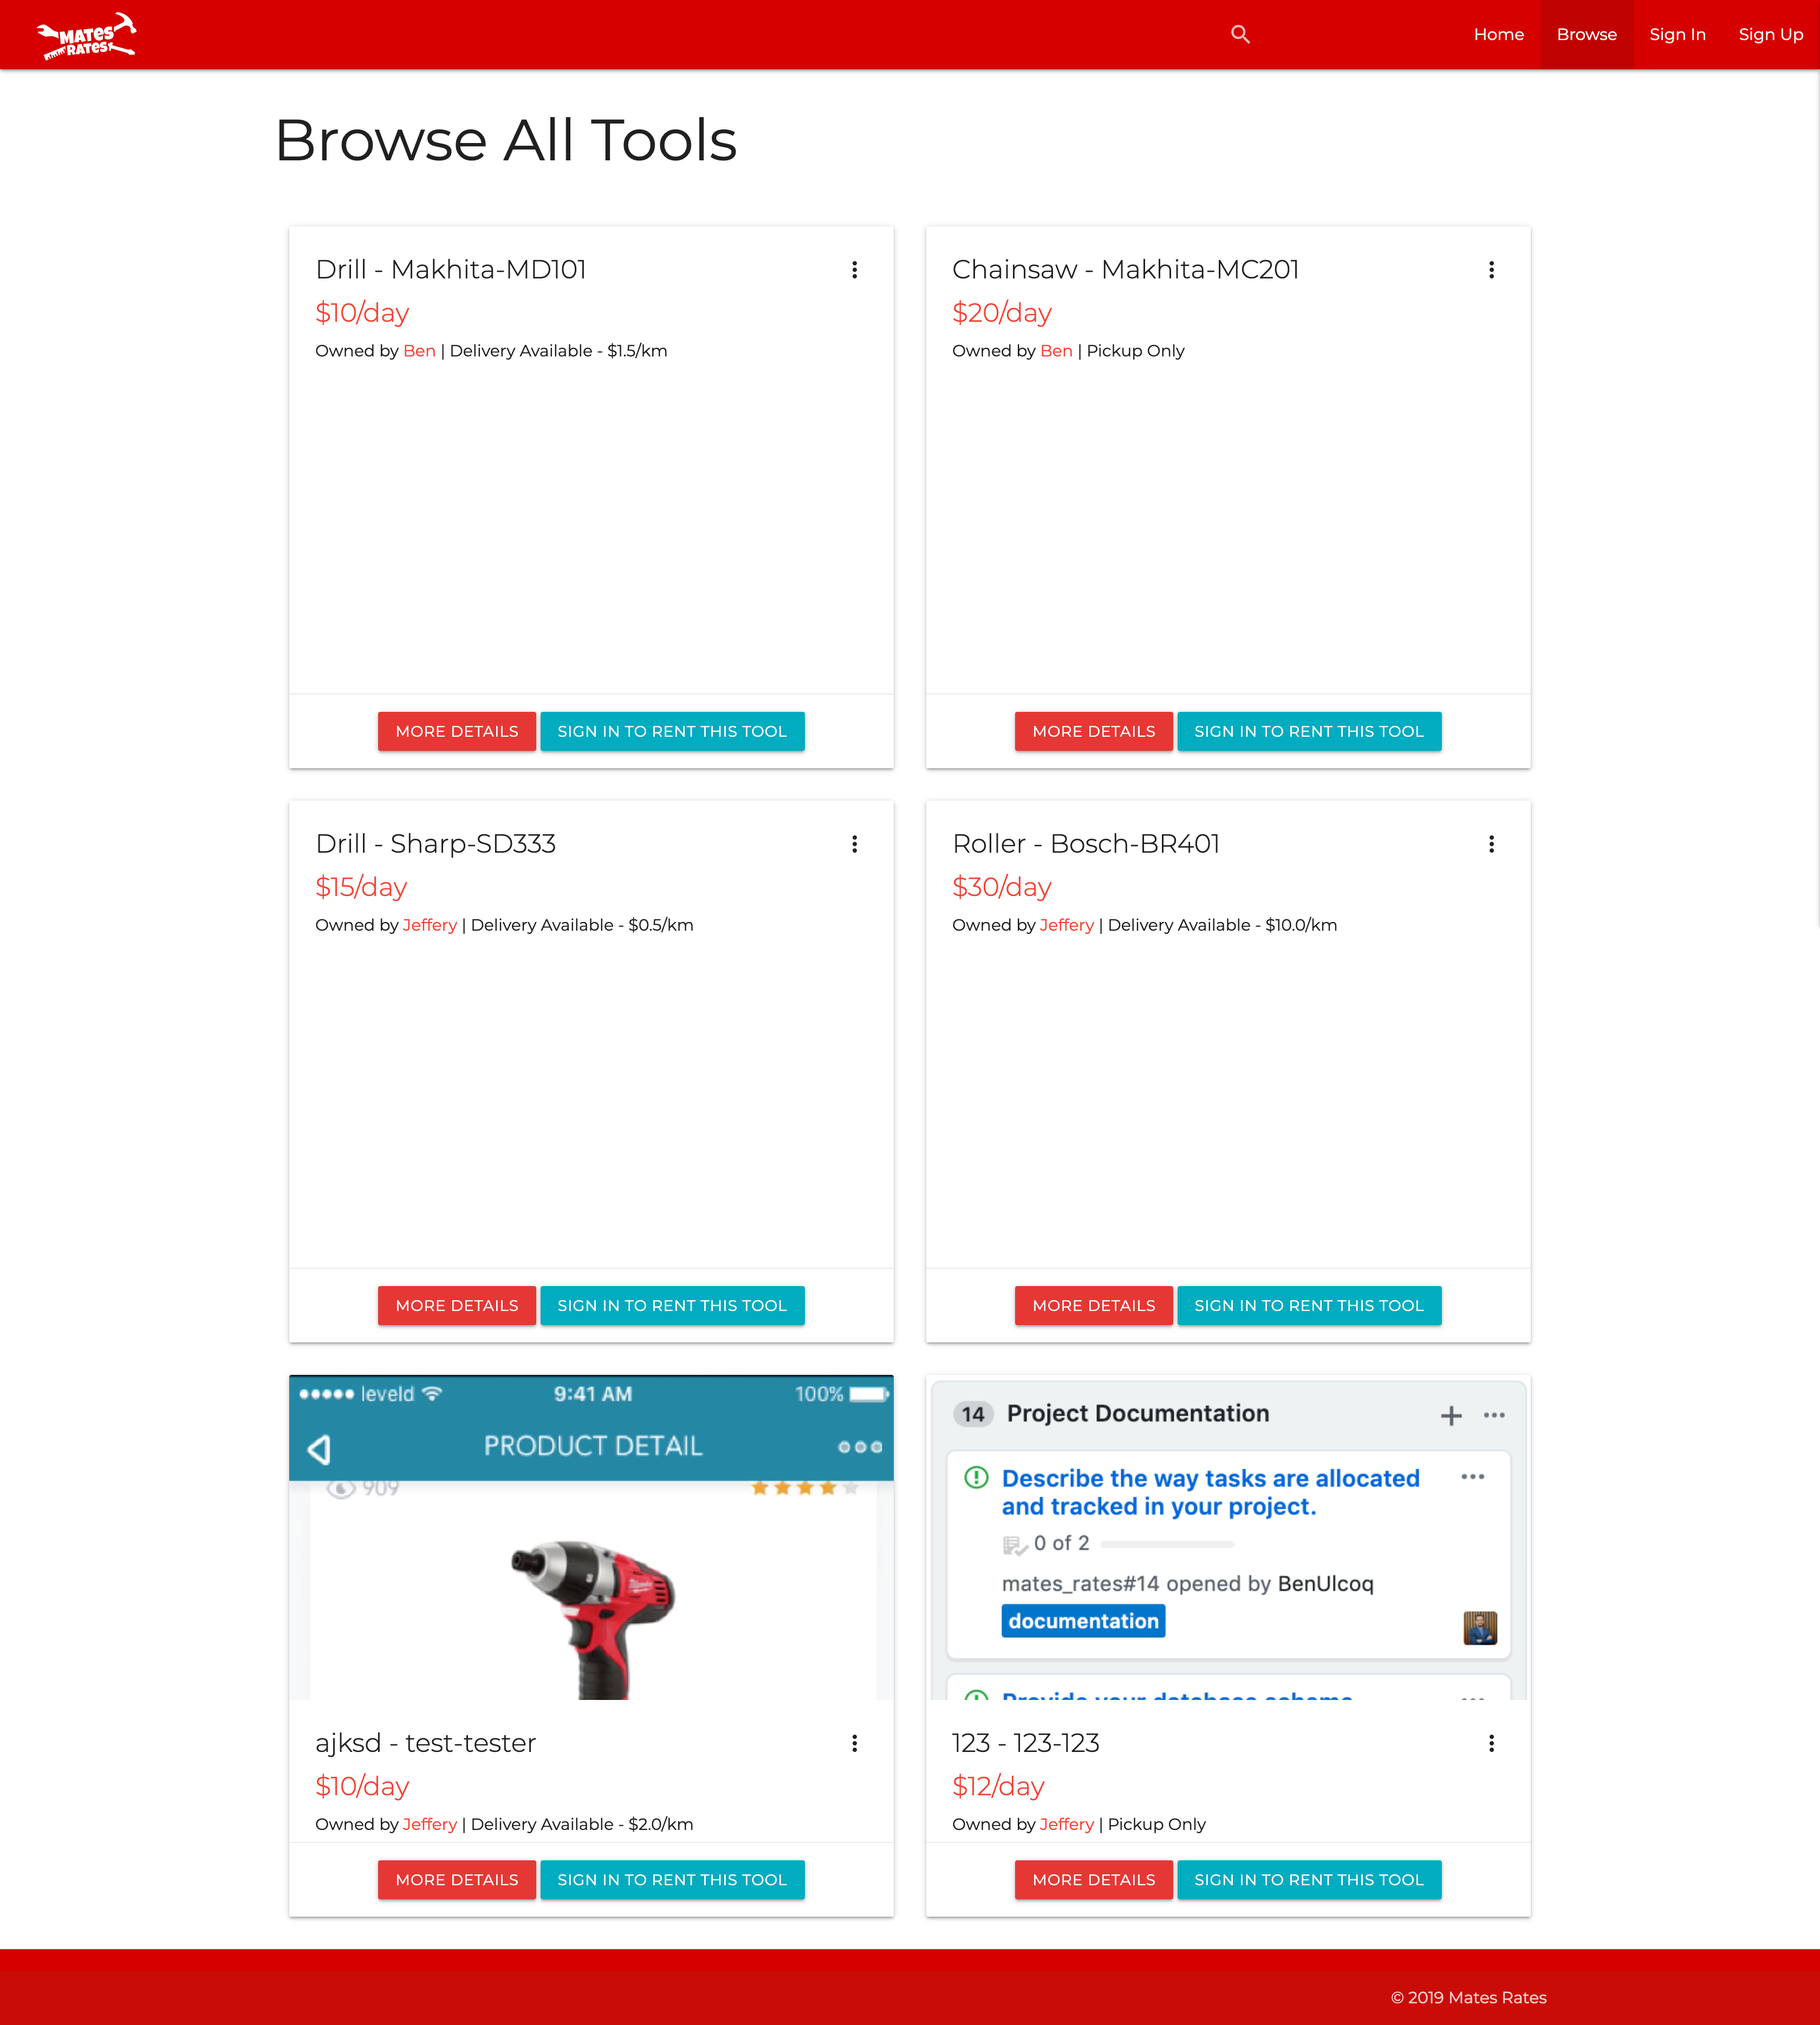 MATES
RATES
Home
Browse
Sign In
Sign Up
Browse All Tools
Drill - Makhita-MD101
$10/day
Owned by Ben | Delivery Available - $1.5/km
MORE DETAILS
SIGN IN TO RENT THIS TOOL
Chainsaw - Makhita-MC201
$20/day
Owned by Ben | Pickup Only
MORE DETAILS
SIGN IN TO RENT THIS TOOL
Drill - Sharp-SD333
$15/day
Owned by Jeffery | Delivery Available - $0.5/km
MORE DETAILS
SIGN IN TO RENT THIS TOOL
Roller - Bosch-BR401
$30/day
Owned by Jeffery | Delivery Available - $10.0/km
MORE DETAILS
SIGN IN TO RENT THIS TOOL
leveld
9:41 AM
100%
PRODUCT DETAIL
909
ajksd - test-tester
$10/day
Owned by Jeffery | Delivery Available - $2.0/km
MORE DETAILS
SIGN IN TO RENT THIS TOOL
14 Project Documentation
Describe the way tasks are allocated
and tracked in your project.
0 of 2
mates_rates#14 opened by BenUlcoq
documentation
Provide your database schema
123 - 123-123
$12/day
Owned by Jeffery | Pickup Only
MORE DETAILS
SIGN IN TO RENT THIS TOOL
© 2019 Mates Rates